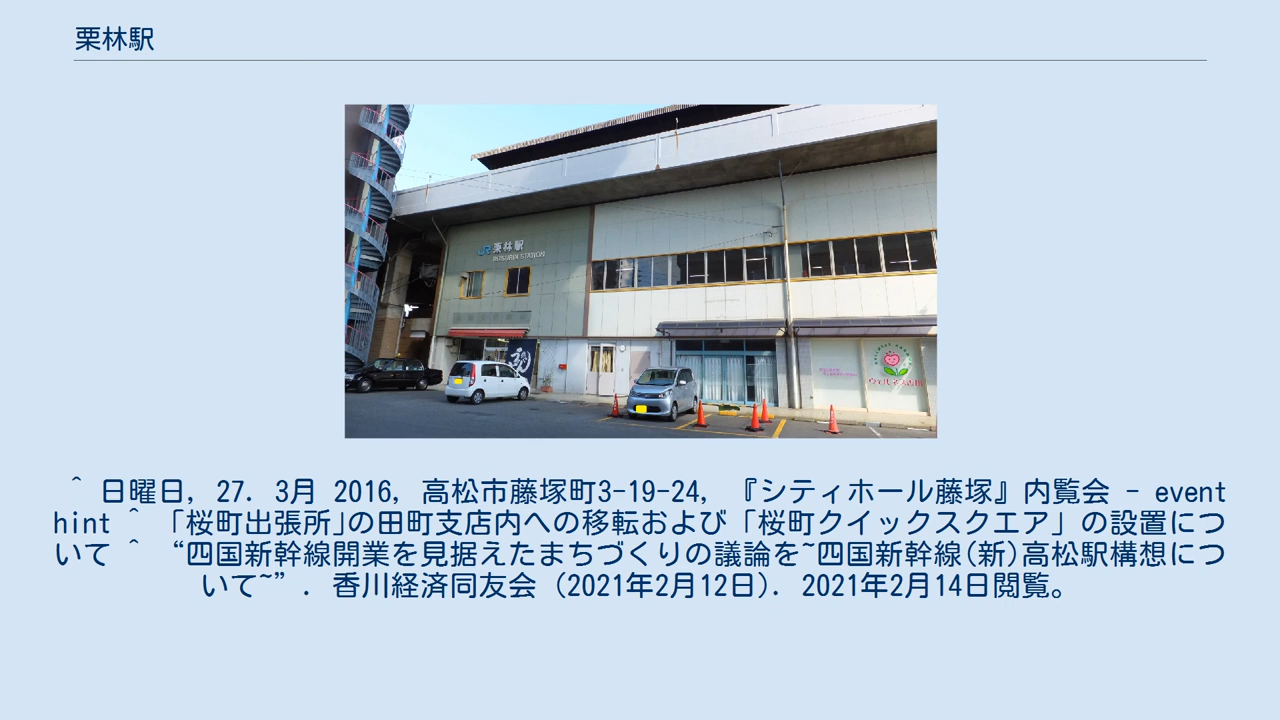 栗林駅
JR 栗林駅
RITSURIN STATION
^ 日曜日, 27. 3月 2016, 高松市藤塚町3-19-24, 『シティホール藤塚』内覧会 - event
hint ^ 「桜町出張所」の田町支店内への移転および「桜町クイックスクエア」の設置につ
いて ^ “四国新幹線開業を見据えたまちづくりの議論を~四国新幹線(新)高松駅構想につ
いて~”. 香川経済同友会 (2021年2月12日). 2021年2月14日閲覧。